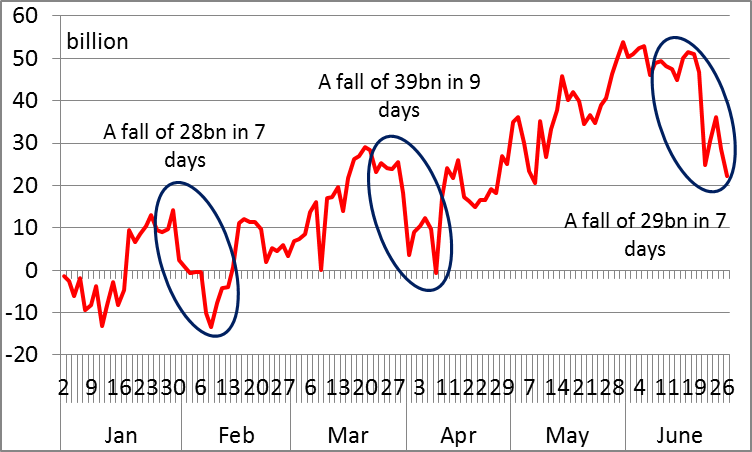 60
billion
50
A fall of 39bn in 9
days
40
A fall of 28bn in 7
days
30
20
A fall of 29bn in 7
days
10
0
-10
-20
2 9 16 23 30 6 13 20 27 6 13 20 27 3 11 22 29 7 14 21 28 4 11 19 26
Jan Feb Mar Apr May June